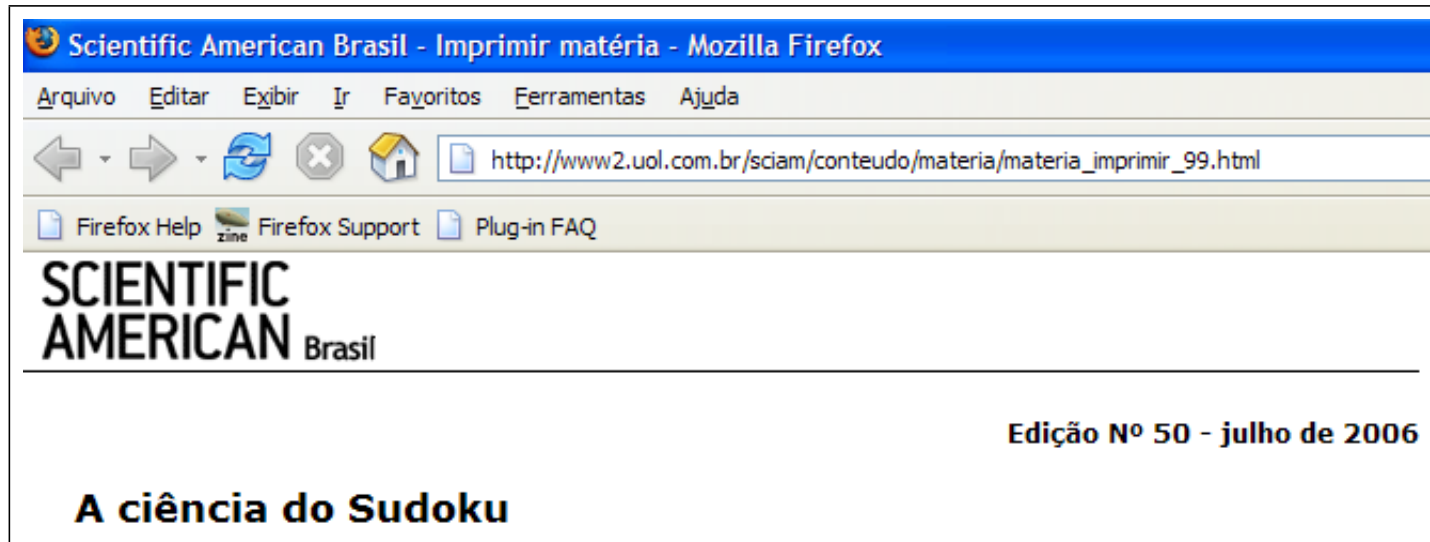 Scientific American Brasil - Imprimir matéria - Mozilla Firefox
Arquivo Editar Exibir Ir Favoritos Ferramentas Ajuda
http://www2.uol.com.br/sciam/conteudo/materia/materia_imprimir_99.html
Firefox Help zine Firefox Support Plug-in FAQ
SCIENTIFIC
AMERICAN Brasil
Edição Nº 50 - julho de 2006
A ciência do Sudoku